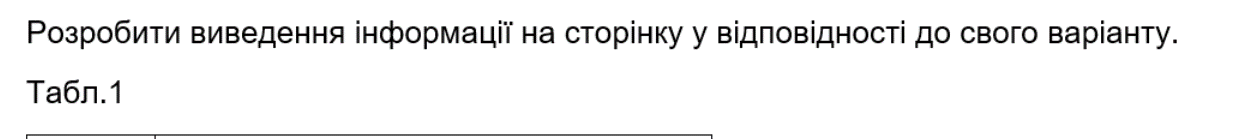 Розробити виведення інформації на сторінку у відповідності до свого варіанту.
Табл.1